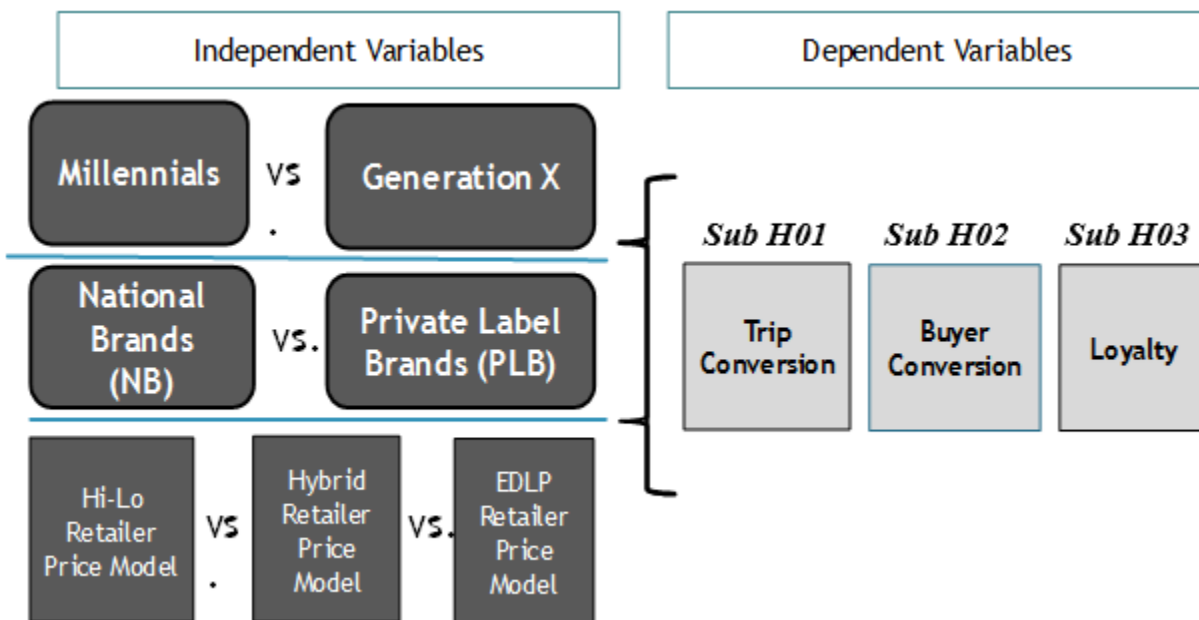 Independent Variables
Dependent Variables
Millennials
VS
.
Generation X
National
Brands
(NB)
VS.
Private Label
Brands (PLB)
Hi-Lo
Retailer
Price Model
VS
.
Hybrid
Retailer
Price
Model
VS.
EDLP
Retailer
Price
Model
Sub H01
Sub H02
Sub H03
Trip
Conversion
Buyer
Conversion
Loyalty